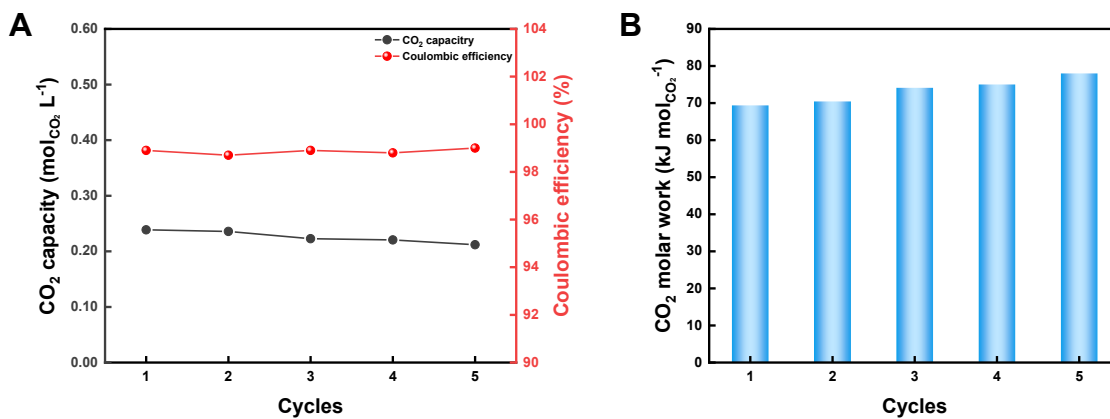 A
CO₂ capacity (mol_CO₂ L⁻¹)
0.60
0.50
0.40
0.30
0.20
0.10
0.00
CO₂ capacitry
Coulombic efficiency
104
102
100
98
96
94
92
90
Coulombic efficiency (%)
1 2 3 4 5
Cycles
B
CO₂ molar work (kJ mol_CO₂⁻¹)
90
80
70
60
50
40
30
20
10
0
1 2 3 4 5
Cycles